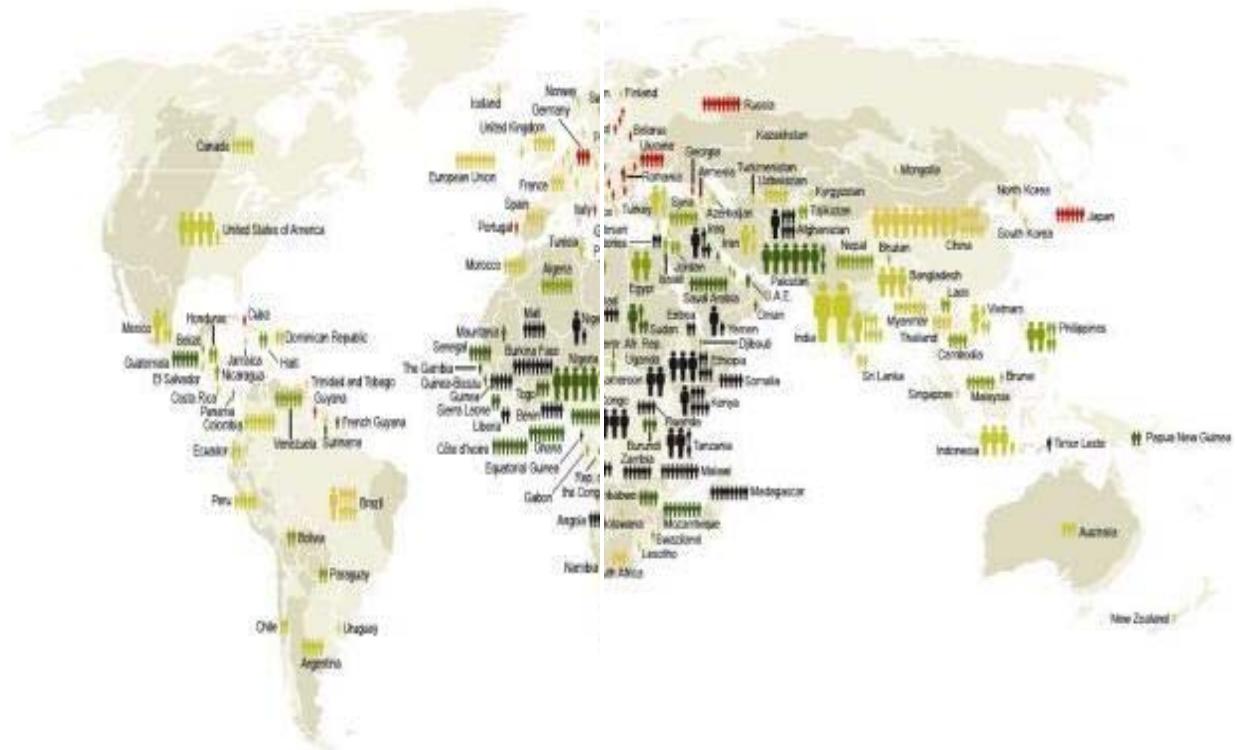 Iceland
Norway
Finland
Germany
Russia
United Kingdom
Belarus
Ukraine
Kazakhstan
Canada
Georgia
European Union
France
Romania
Armenia
Turkmenistan
Uzbekistan
Mongolia
Kyrgyzstan
North Korea
Spain
Italy
Turkey
Syria
Azerbaijan
Tajikistan
Portugal
United States of America
Afghanistan
Japan
South Korea
Tunisia
Iraq
Iran
Nepal
Bhutan
China
Morocco
Algeria
Jordan
Israel
Pakistan
Bangladesh
Egypt
Saudi Arabia
U.A.E.
Laos
Mexico
Honduras
Cuba
Mali
Eritrea
Oman
Myanmar
Vietnam
Belize
Dominican Republic
Mauritania
Sudan
Yemen
India
Thailand
Philippines
Guatemala
Jamaica
Haiti
Senegal
Burkina Faso
Nigeria
Uganda
Djibouti
Cambodia
El Salvador
Nicaragua
The Gambia
Ethiopia
Sri Lanka
Brunei
Costa Rica
Trinidad and Tobago
Guinea-Bissau
Togo
Somalia
Malaysia
Panama
Guyana
Guinea
Singapore
Colombia
French Guyana
Sierra Leone
Benin
Kenya
Liberia
Rwanda
Venezuela
Suriname
Ecuador
Côte d'Ivoire
Ghana
Burundi
Tanzania
Indonesia
Timor Leste
Papua New Guinea
Equatorial Guinea
Zambia
Malawi
Gabon
Peru
Brazil
Madagascar
Angola
Mozambique
Australia
Bolivia
Swaziland
Lesotho
Paraguay
Namibia
Chile
Uruguay
New Zealand
Argentina